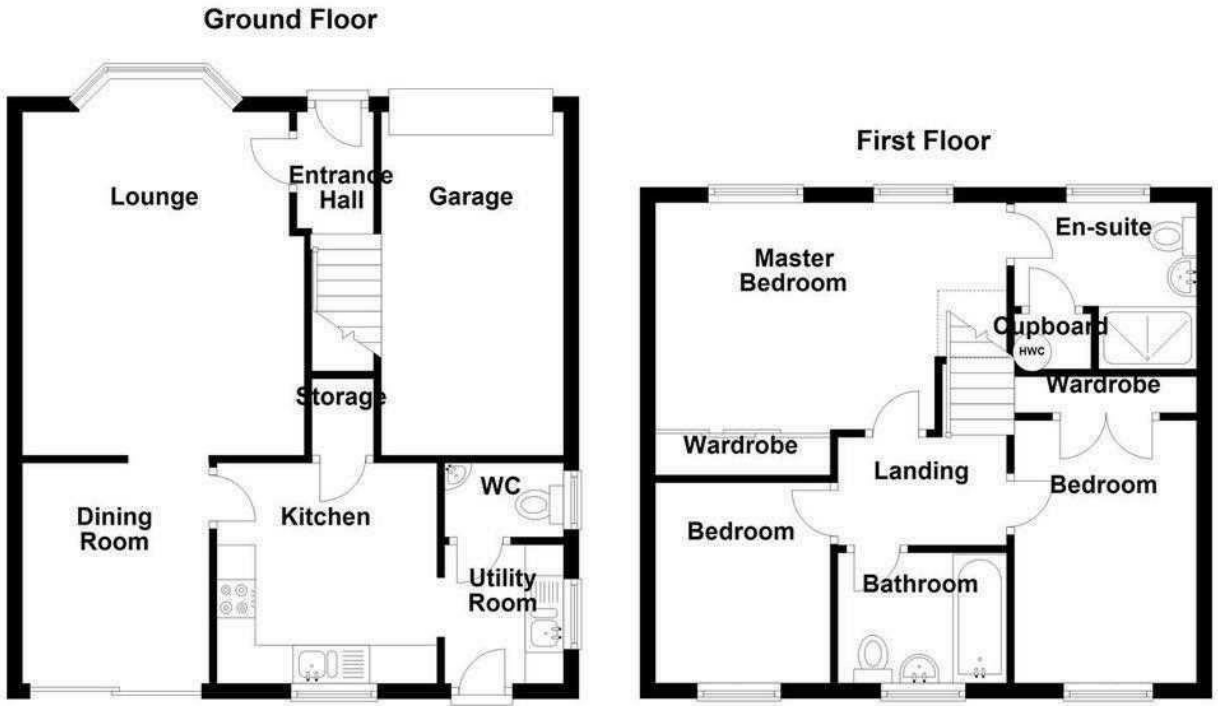 Ground Floor
Lounge
Entrance
Hall
Garage
Storage
Dining
Room
Kitchen
WC
Utility
Room
First Floor
Master
Bedroom
En-suite
Cupboard
HWC
Wardrobe
Wardrobe
Landing
Bedroom
Bedroom
Bathroom